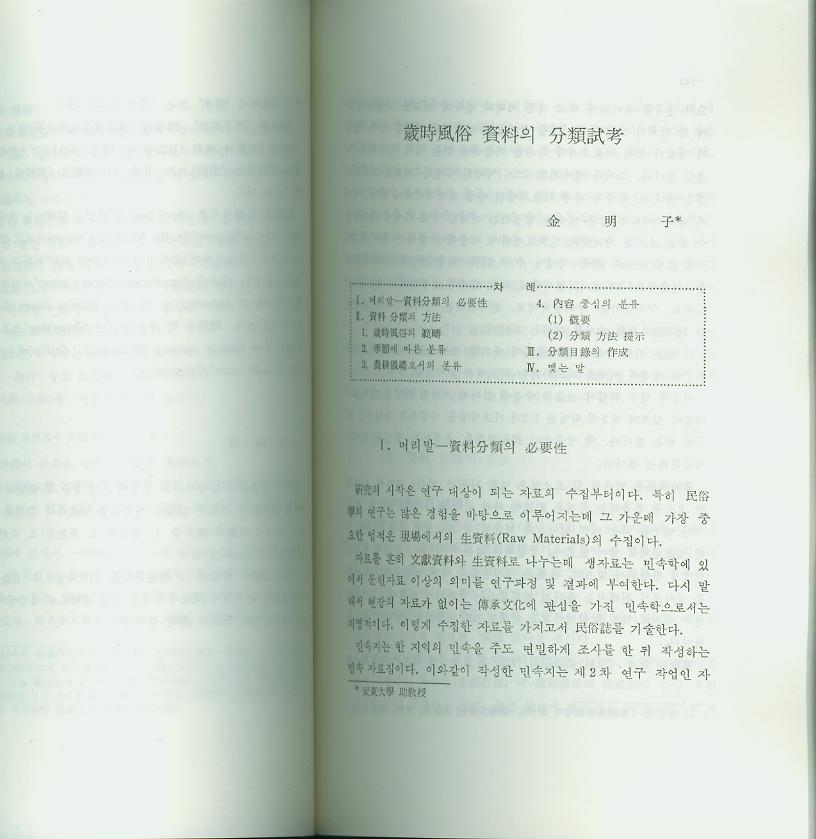 歲時風俗 資料의 分類試考
金 明 子*
차 례
Ⅰ. 머리말—資料分類의 必要性
Ⅱ. 資料 分類의 方法
1. 歲時風俗의 範疇
2. 季節에 따른 분류
3. 農耕儀禮로서의 분류
4. 內容 중심의 분류
(1) 槪要
(2) 分類 方法 提示
Ⅲ. 分類目錄의 作成
Ⅳ. 맺는 말
Ⅰ. 머리말—資料分類의 必要性
研究의 시작은 연구 대상이 되는 자료의 수집부터이다. 특히 民俗
學의 연구는 많은 경험을 바탕으로 이루어지는데 그 가운데 가장 중
요한 업적은 現場에서의 生資料(Raw Materials)의 수집이다.
자료를 흔히 文獻資料와 生資料로 나누는데 생자료는 민속학에 있
어서 문헌자료 이상의 의미를 연구과정 및 결과에 부여한다. 다시 말
해서 현장의 자료가 없이는 傳承文化에 관심을 가진 민속학으로서는
치명적이다. 이렇게 수집한 자료를 가지고서 民俗誌를 기술한다.
민속지는 한 지역의 민속을 주도 면밀하게 조사를 한 뒤 작성하는
민속 자료집이다. 이와같이 작성한 민속지는 제2차 연구 작업인 자
* 安東大學 助敎授